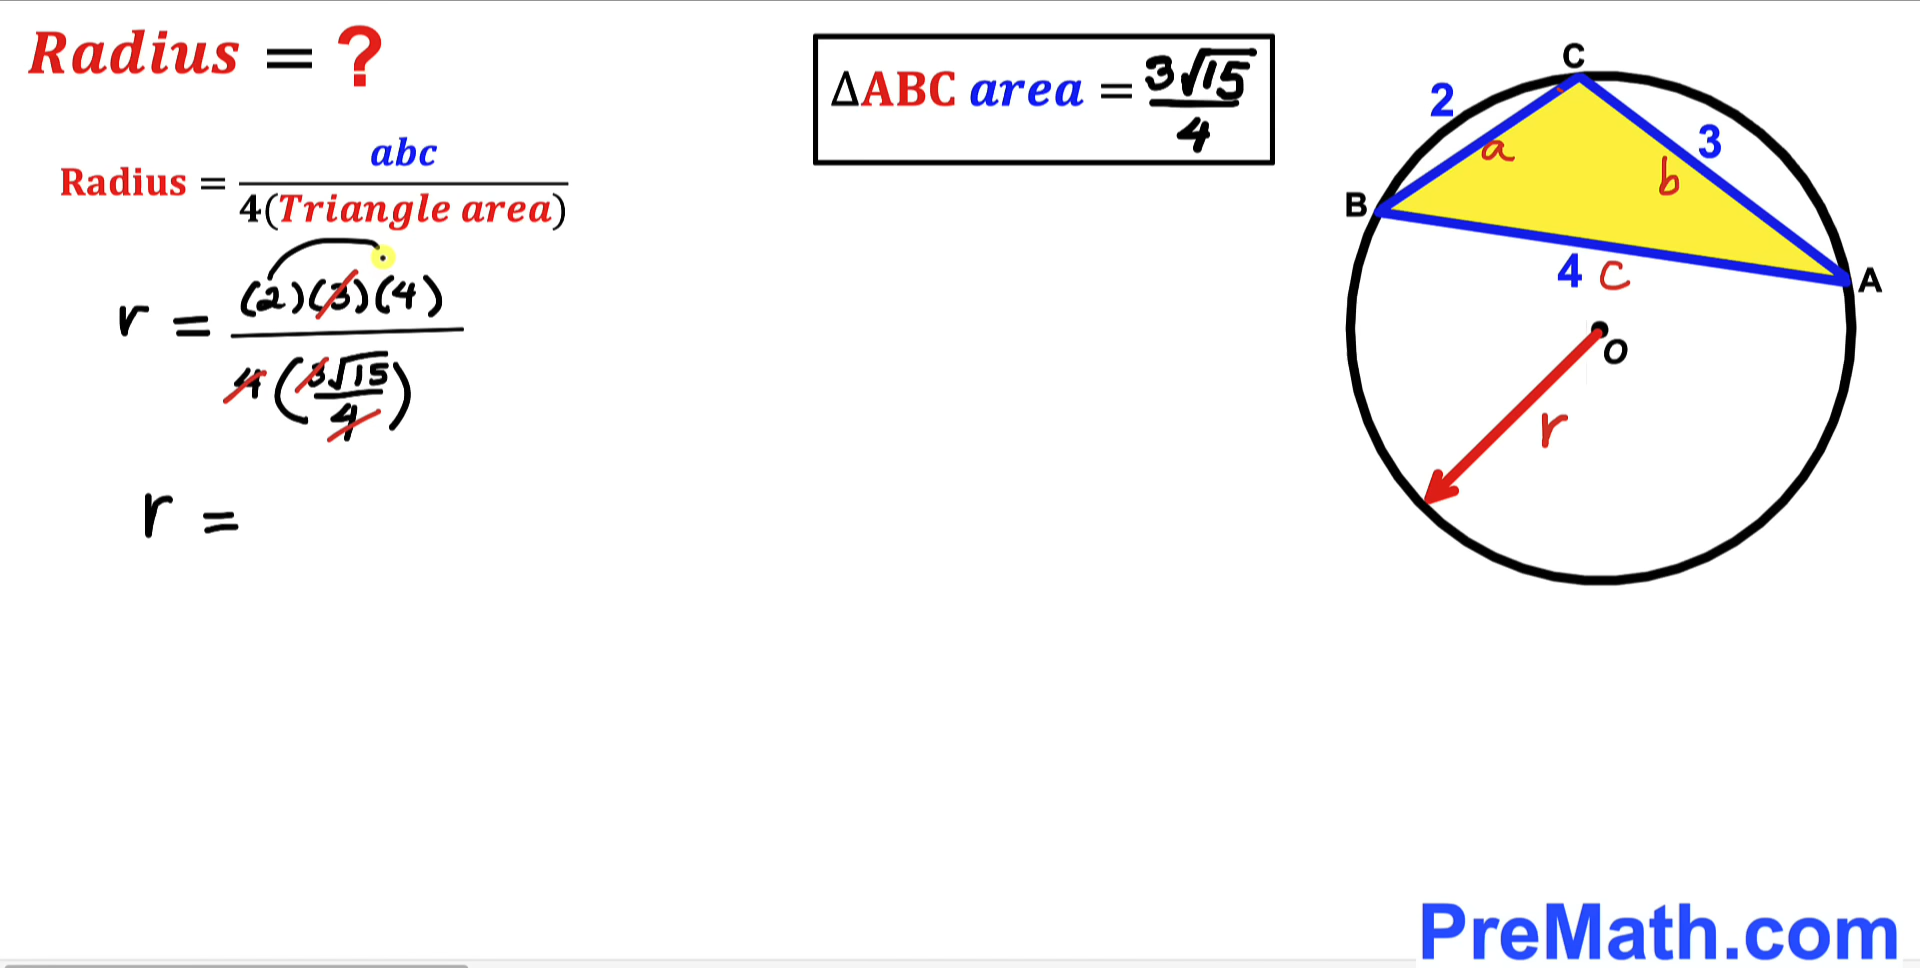 Radius = ?
ΔABC area = 3√15
4
Radius = abc
4(Triangle area)
r = (2)(3)(4)
4(3√15
4)
r =
C
2
3
a
b
B
4 c
A
O
r
PreMath.com